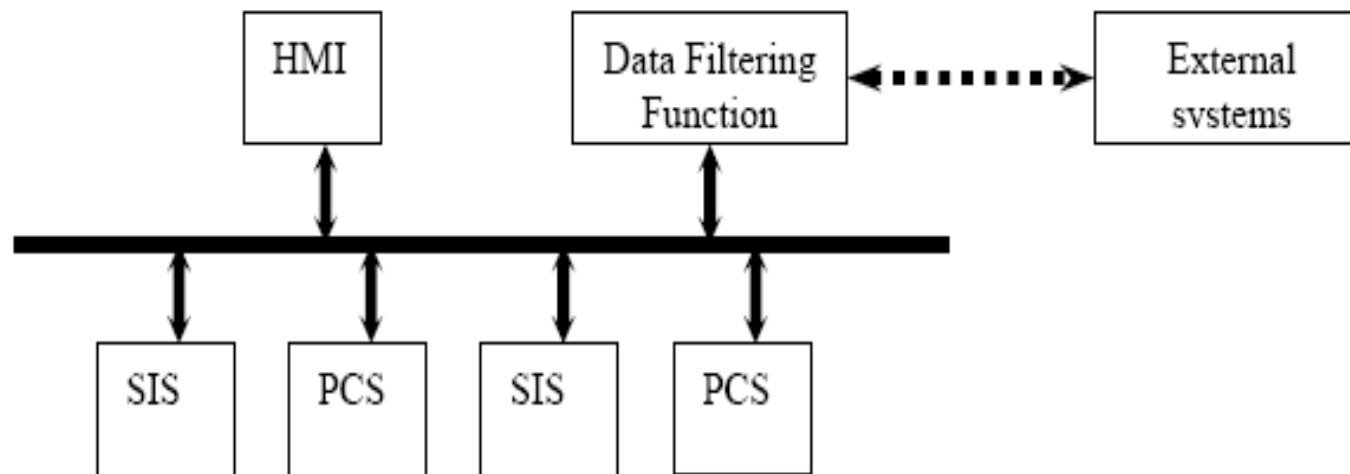 HMI
Data Filtering
Function
External
svstems
SIS
PCS
SIS
PCS